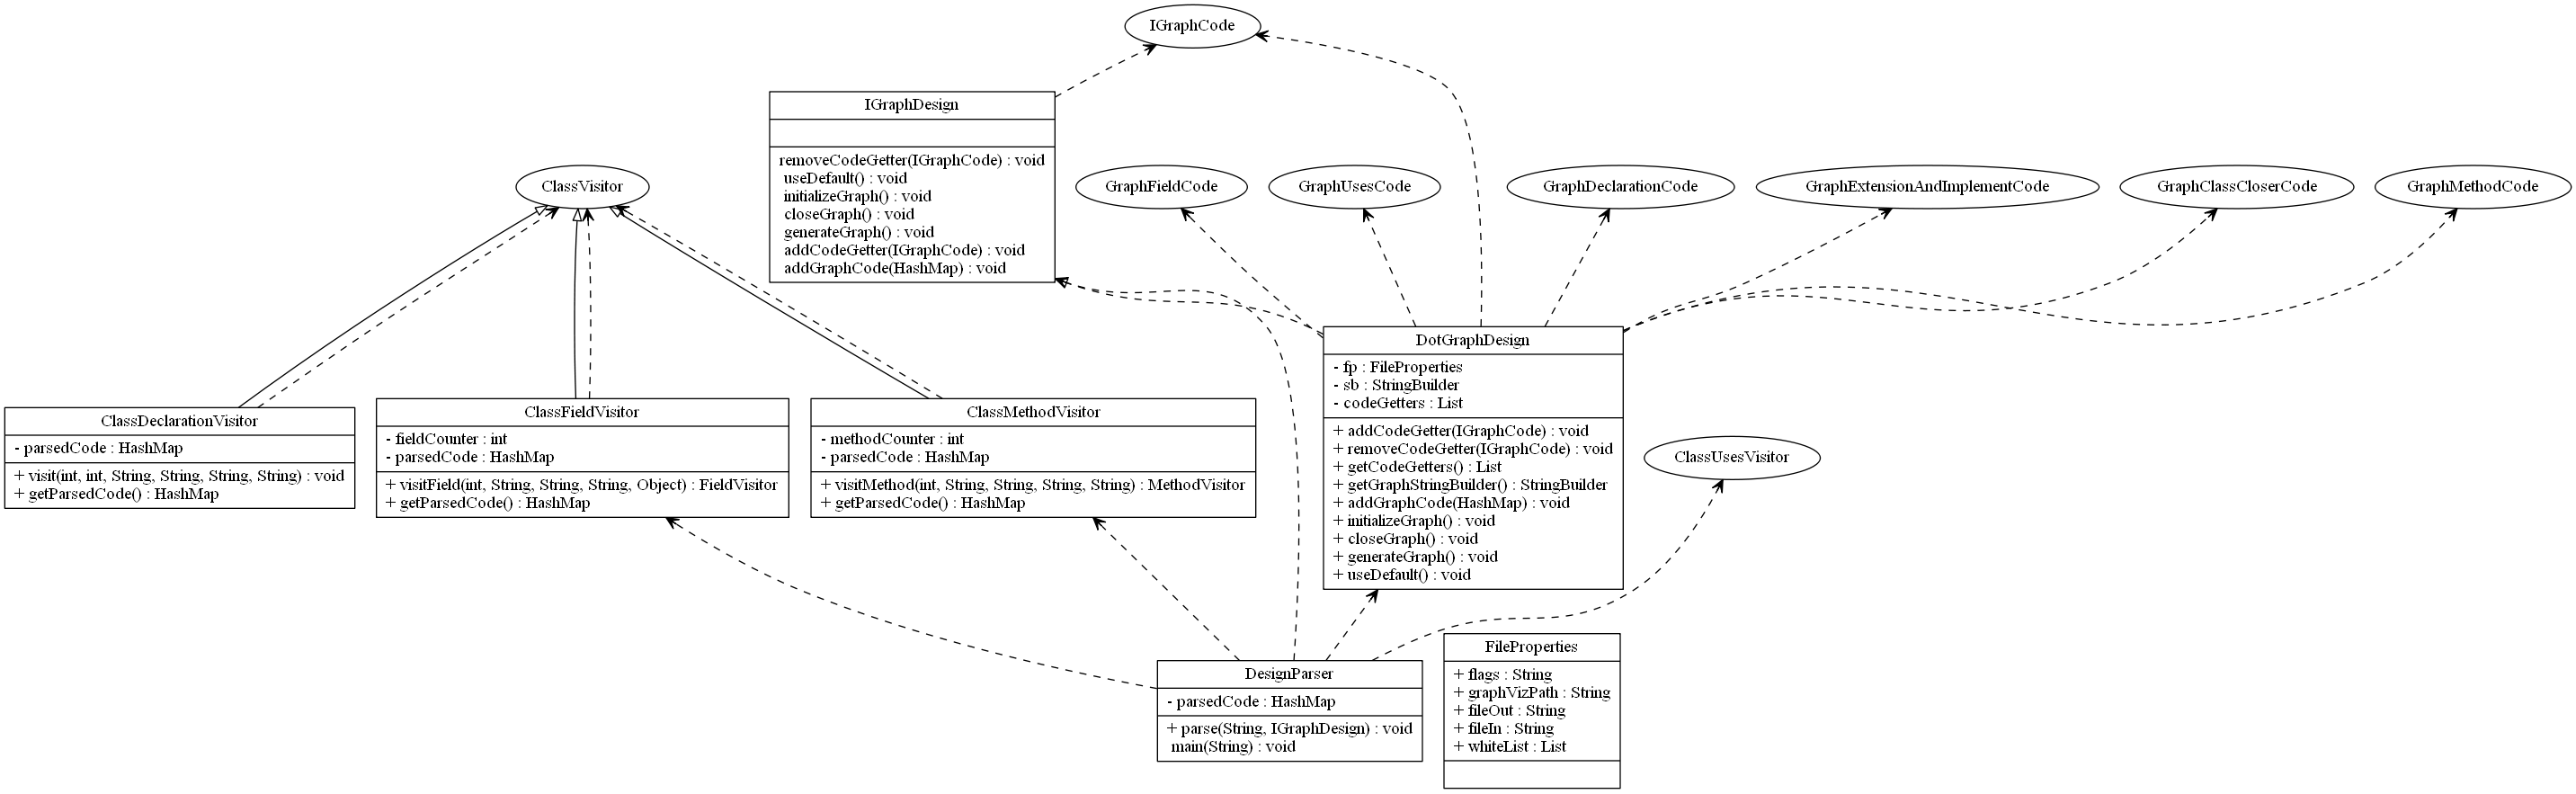 IGraphCode
IGraphDesign
removeCodeGetter(IGraphCode) : void
useDefault() : void
initializeGraph() : void
closeGraph() : void
generateGraph() : void
addCodeGetter(IGraphCode) : void
addGraphCode(HashMap) : void
ClassVisitor
GraphFieldCode
GraphUsesCode
GraphDeclarationCode
GraphExtensionAndImplementCode
GraphClassCloserCode
GraphMethodCode
DotGraphDesign
- fp : FileProperties
- sb : StringBuilder
- codeGetters : List
+ addCodeGetter(IGraphCode) : void
+ removeCodeGetter(IGraphCode) : void
+ getCodeGetters() : List
+ getGraphStringBuilder() : StringBuilder
+ addGraphCode(HashMap) : void
+ initializeGraph() : void
+ closeGraph() : void
+ generateGraph() : void
+ useDefault() : void
ClassDeclarationVisitor
- parsedCode : HashMap
+ visit(int, int, String, String, String, String) : void
+ getParsedCode() : HashMap
ClassFieldVisitor
- fieldCounter : int
- parsedCode : HashMap
+ visitField(int, String, String, String, Object) : FieldVisitor
+ getParsedCode() : HashMap
ClassMethodVisitor
- methodCounter : int
- parsedCode : HashMap
+ visitMethod(int, String, String, String, String) : MethodVisitor
+ getParsedCode() : HashMap
ClassUsesVisitor
DesignParser
- parsedCode : HashMap
+ parse(String, IGraphDesign) : void
main(String) : void
FileProperties
+ flags : String
+ graphVizPath : String
+ fileOut : String
+ fileIn : String
+ whiteList : List